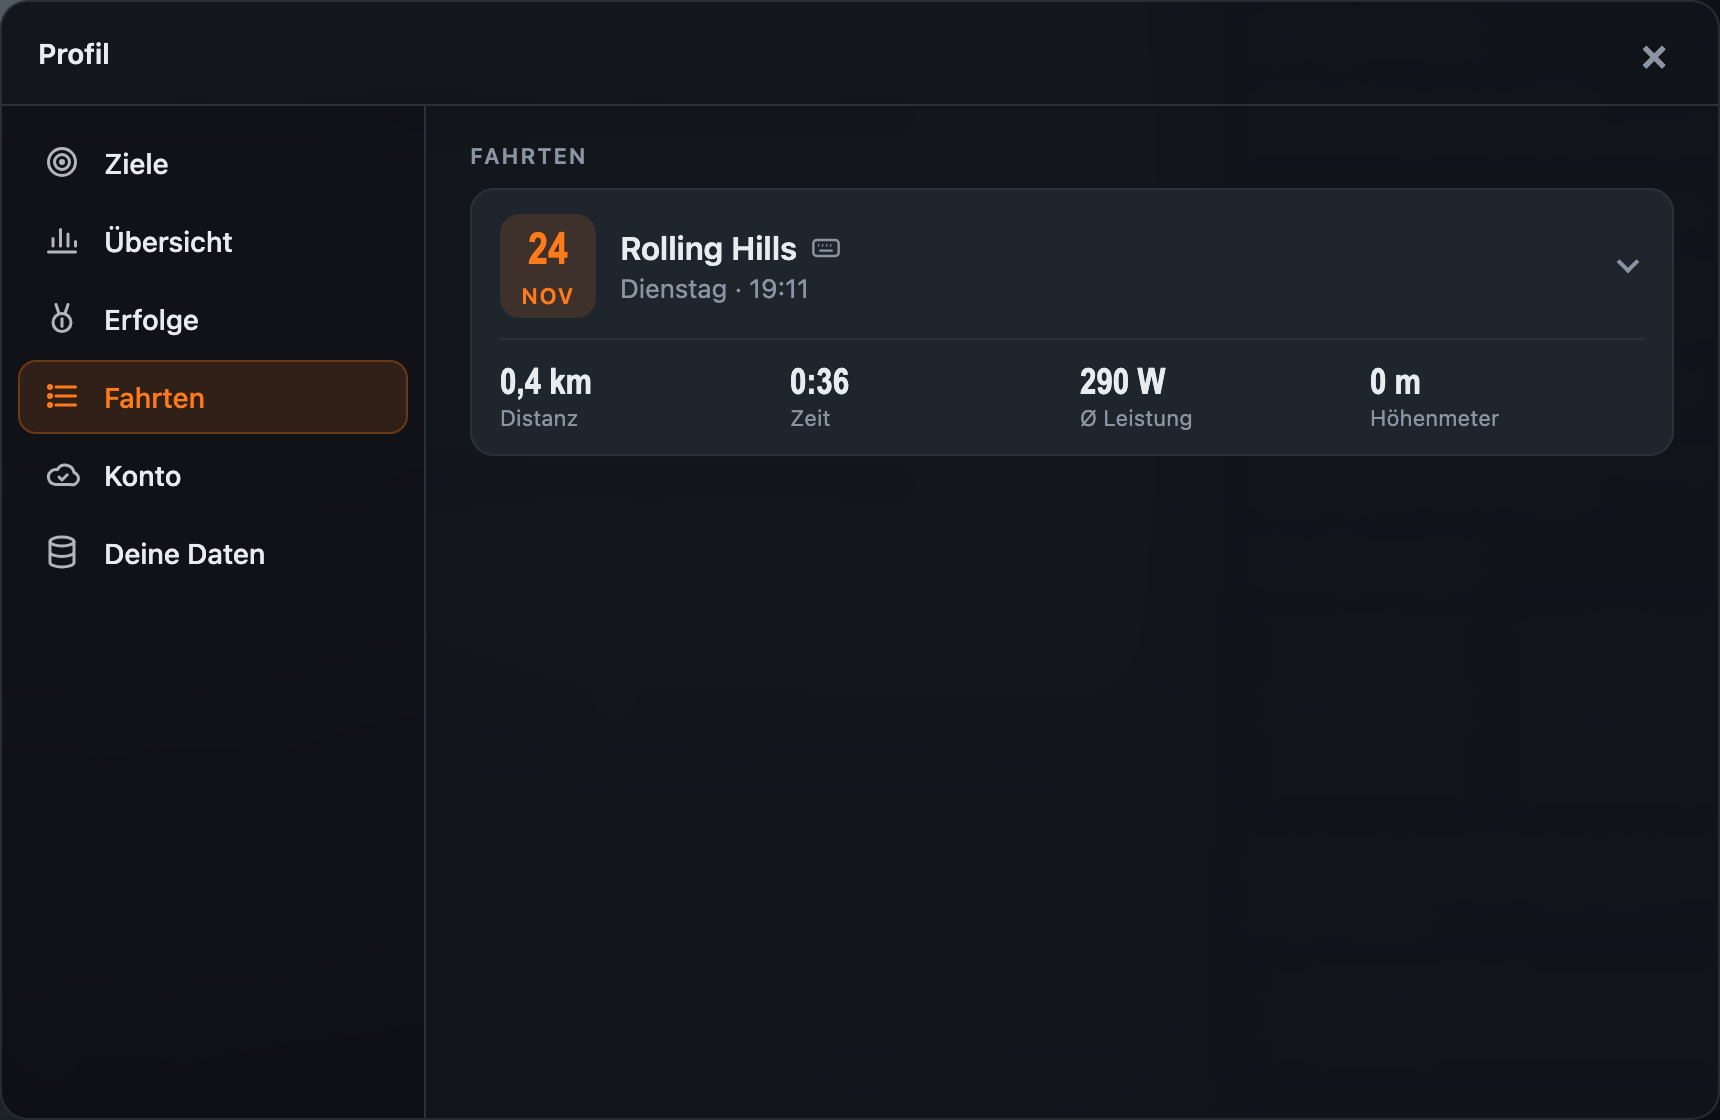 Profil
Ziele
Übersicht
Erfolge
Fahrten
Konto
Deine Daten
FAHRTEN
24
NOV
Rolling Hills
Dienstag · 19:11
0,4 km
Distanz
0:36
Zeit
290 W
Ø Leistung
0 m
Höhenmeter